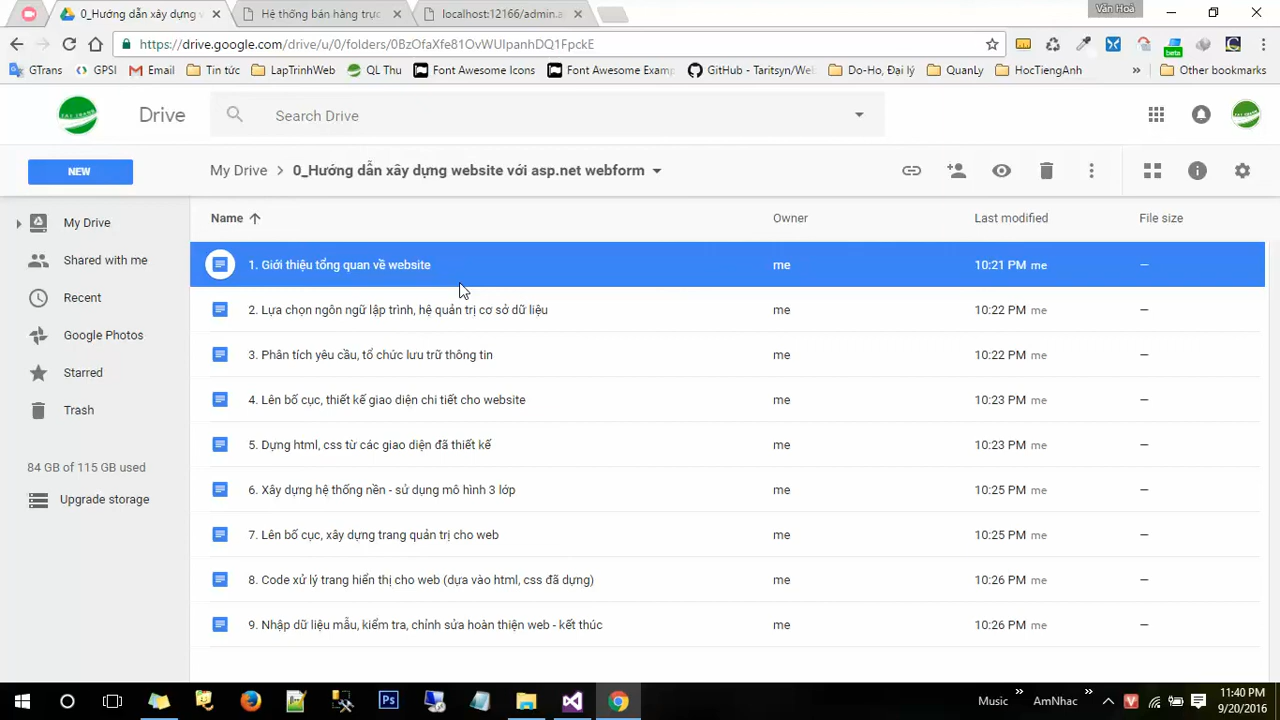 0_Hướng dẫn xây dựng v
Hệ thống bán hàng trực
localhost:12166/admin.a
Văn Hoà
https://drive.google.com/drive/u/0/folders/0BzOfaXfe81OvWUlpanhDQ1FpckE
GTrans
GPSI
Email
Tin tức
LapTrinhWeb
QL Thu
Font Awesome Icons
Font Awesome Examp
GitHub - Taritsyn/We
Do-Ho, Đại lý
QuanLy
HocTiengAnh
»
Other bookmarks
Drive
Search Drive
NEW
My Drive > 0_Hướng dẫn xây dựng website với asp.net webform
My Drive
Shared with me
Recent
Google Photos
Starred
Trash
84 GB of 115 GB used
Upgrade storage
Name Owner Last modified File size
1. Giới thiệu tổng quan về website me 10:21 PM me —
2. Lựa chọn ngôn ngữ lập trình, hệ quản trị cơ sở dữ liệu me 10:22 PM me —
3. Phân tích yêu cầu, tổ chức lưu trữ thông tin me 10:22 PM me —
4. Lên bố cục, thiết kế giao diện chi tiết cho website me 10:23 PM me —
5. Dựng html, css từ các giao diện đã thiết kế me 10:23 PM me —
6. Xây dựng hệ thống nền - sử dụng mô hình 3 lớp me 10:25 PM me —
7. Lên bố cục, xây dựng trang quản trị cho web me 10:25 PM me —
8. Code xử lý trang hiển thị cho web (dựa vào html, css đã dựng) me 10:26 PM me —
9. Nhập dữ liệu mẫu, kiểm tra, chỉnh sửa hoàn thiện web - kết thúc me 10:26 PM me —
Music » AmNhac »
11:40 PM
9/20/2016